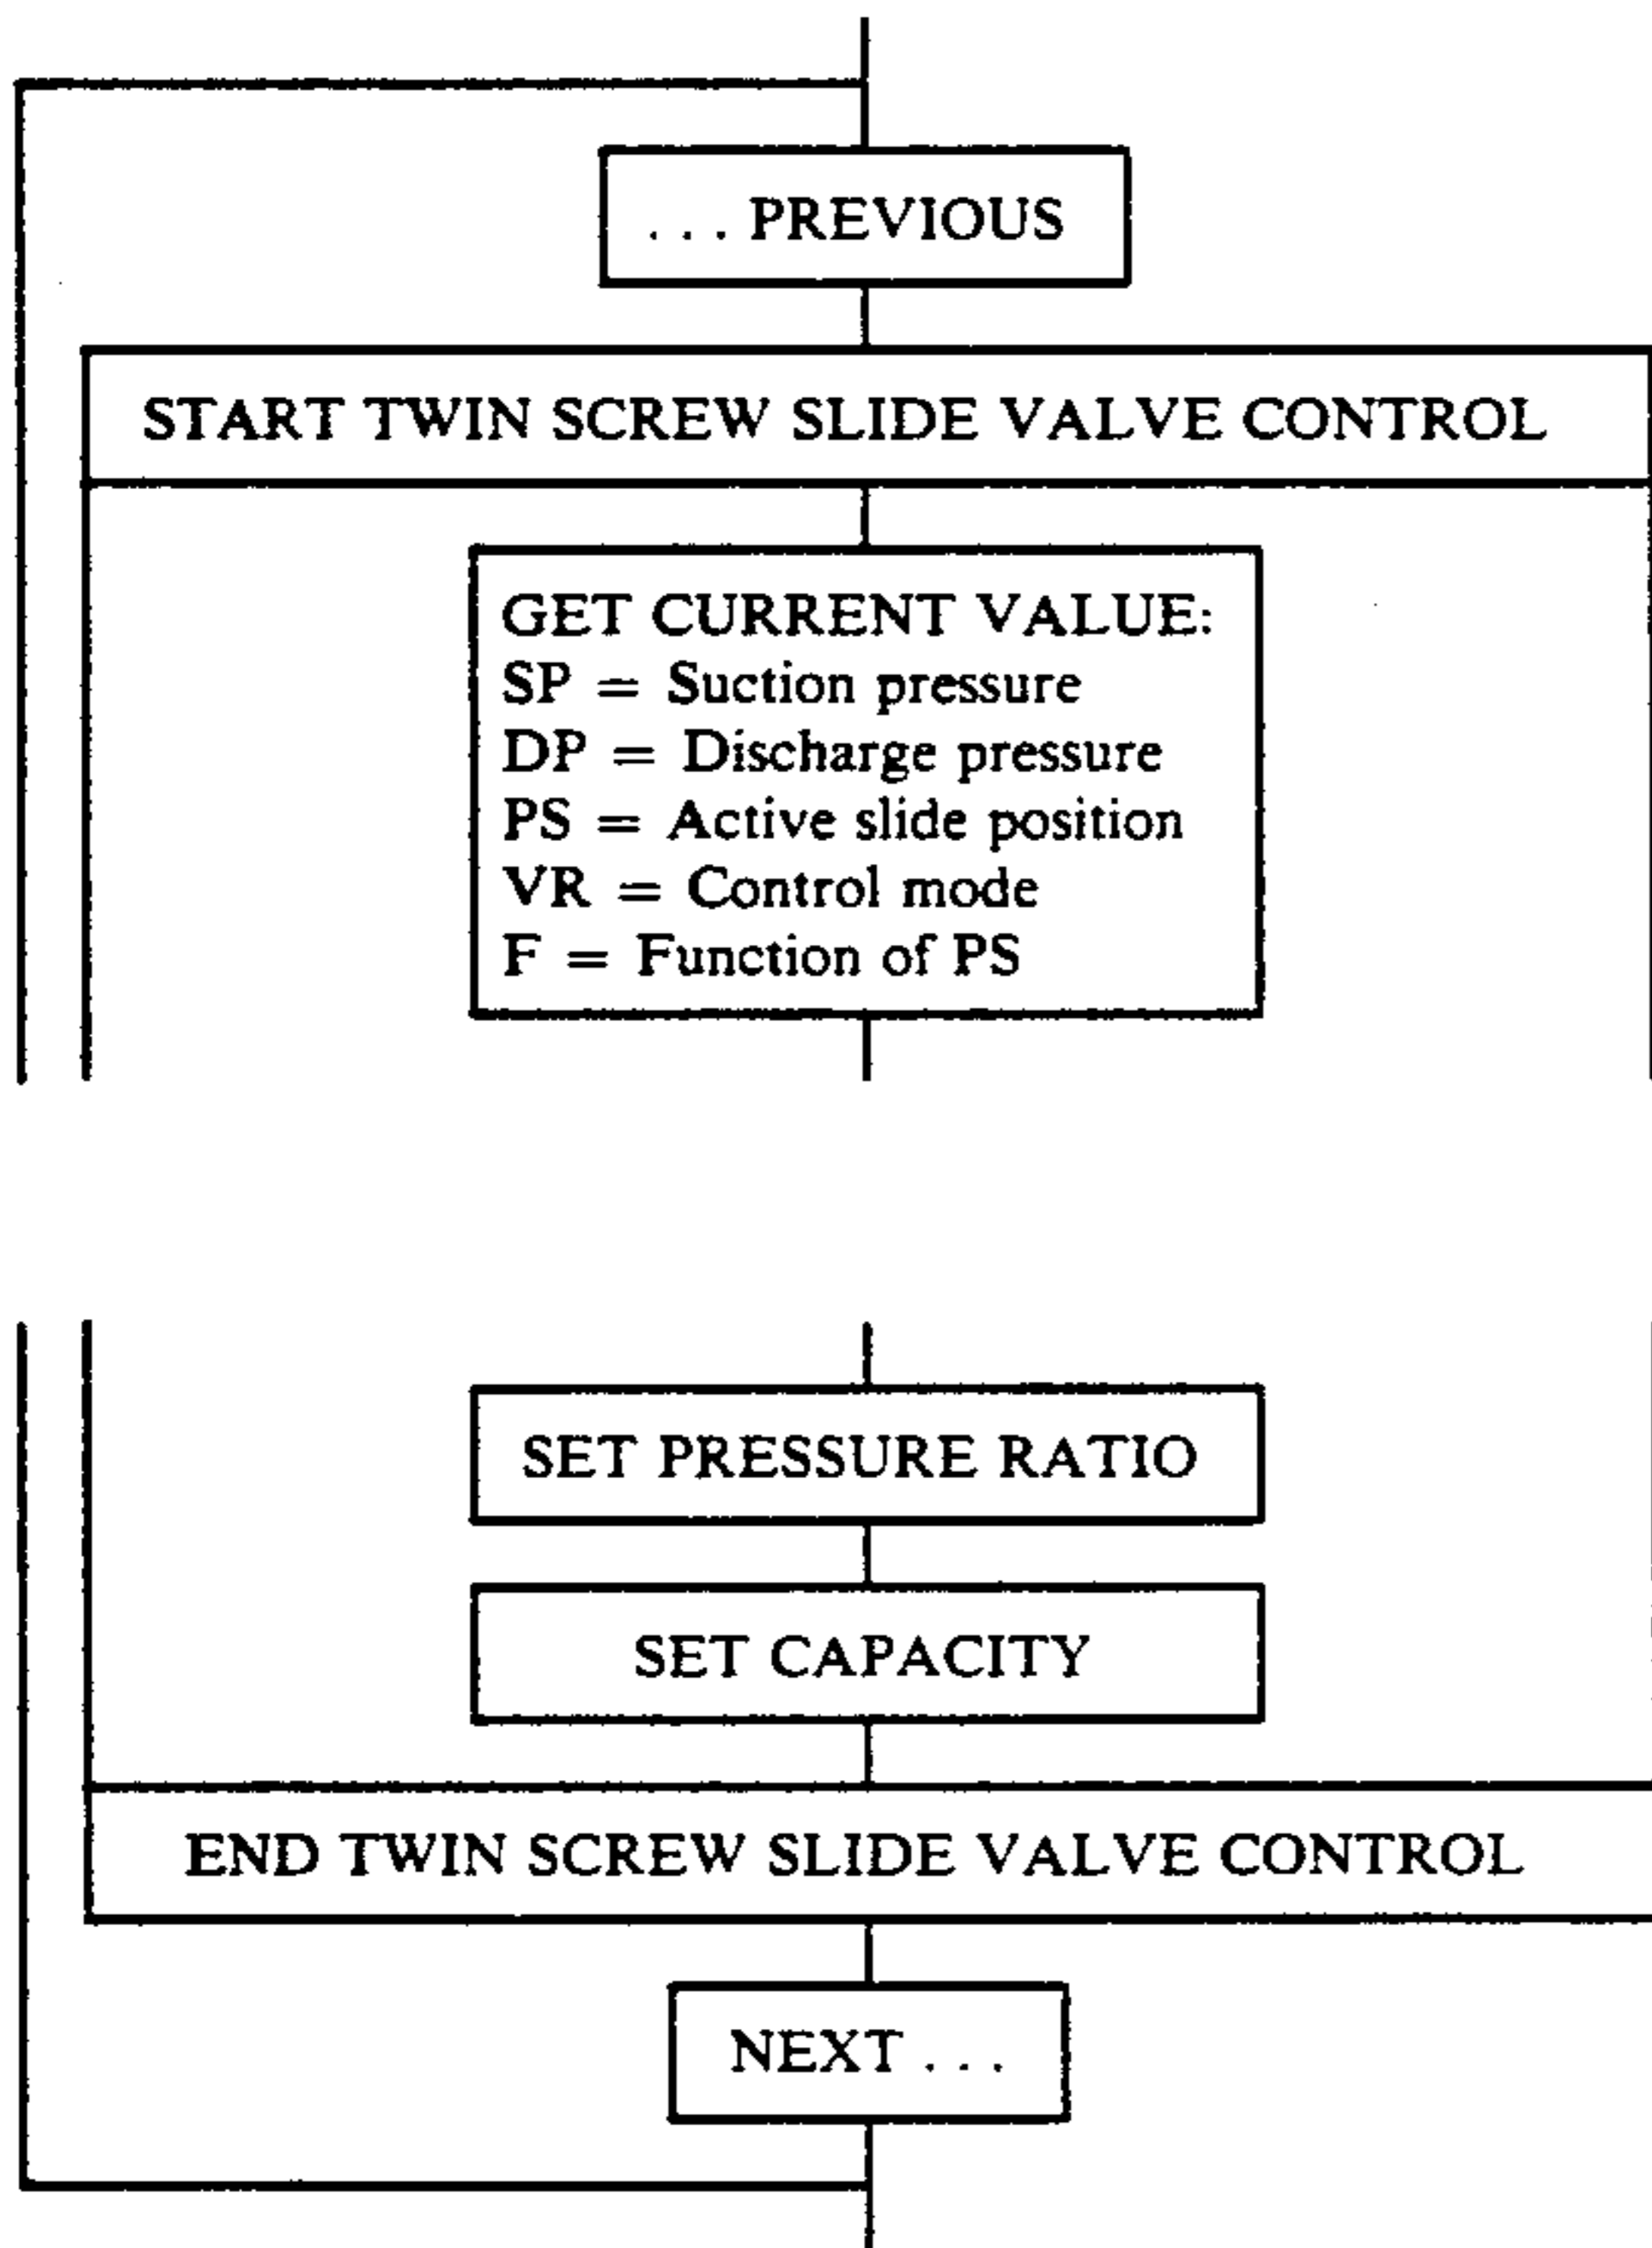 . . . PREVIOUS
START TWIN SCREW SLIDE VALVE CONTROL
GET CURRENT VALUE:
SP = Suction pressure
DP = Discharge pressure
PS = Active slide position
VR = Control mode
F = Function of PS
SET PRESSURE RATIO
SET CAPACITY
END TWIN SCREW SLIDE VALVE CONTROL
NEXT . . .